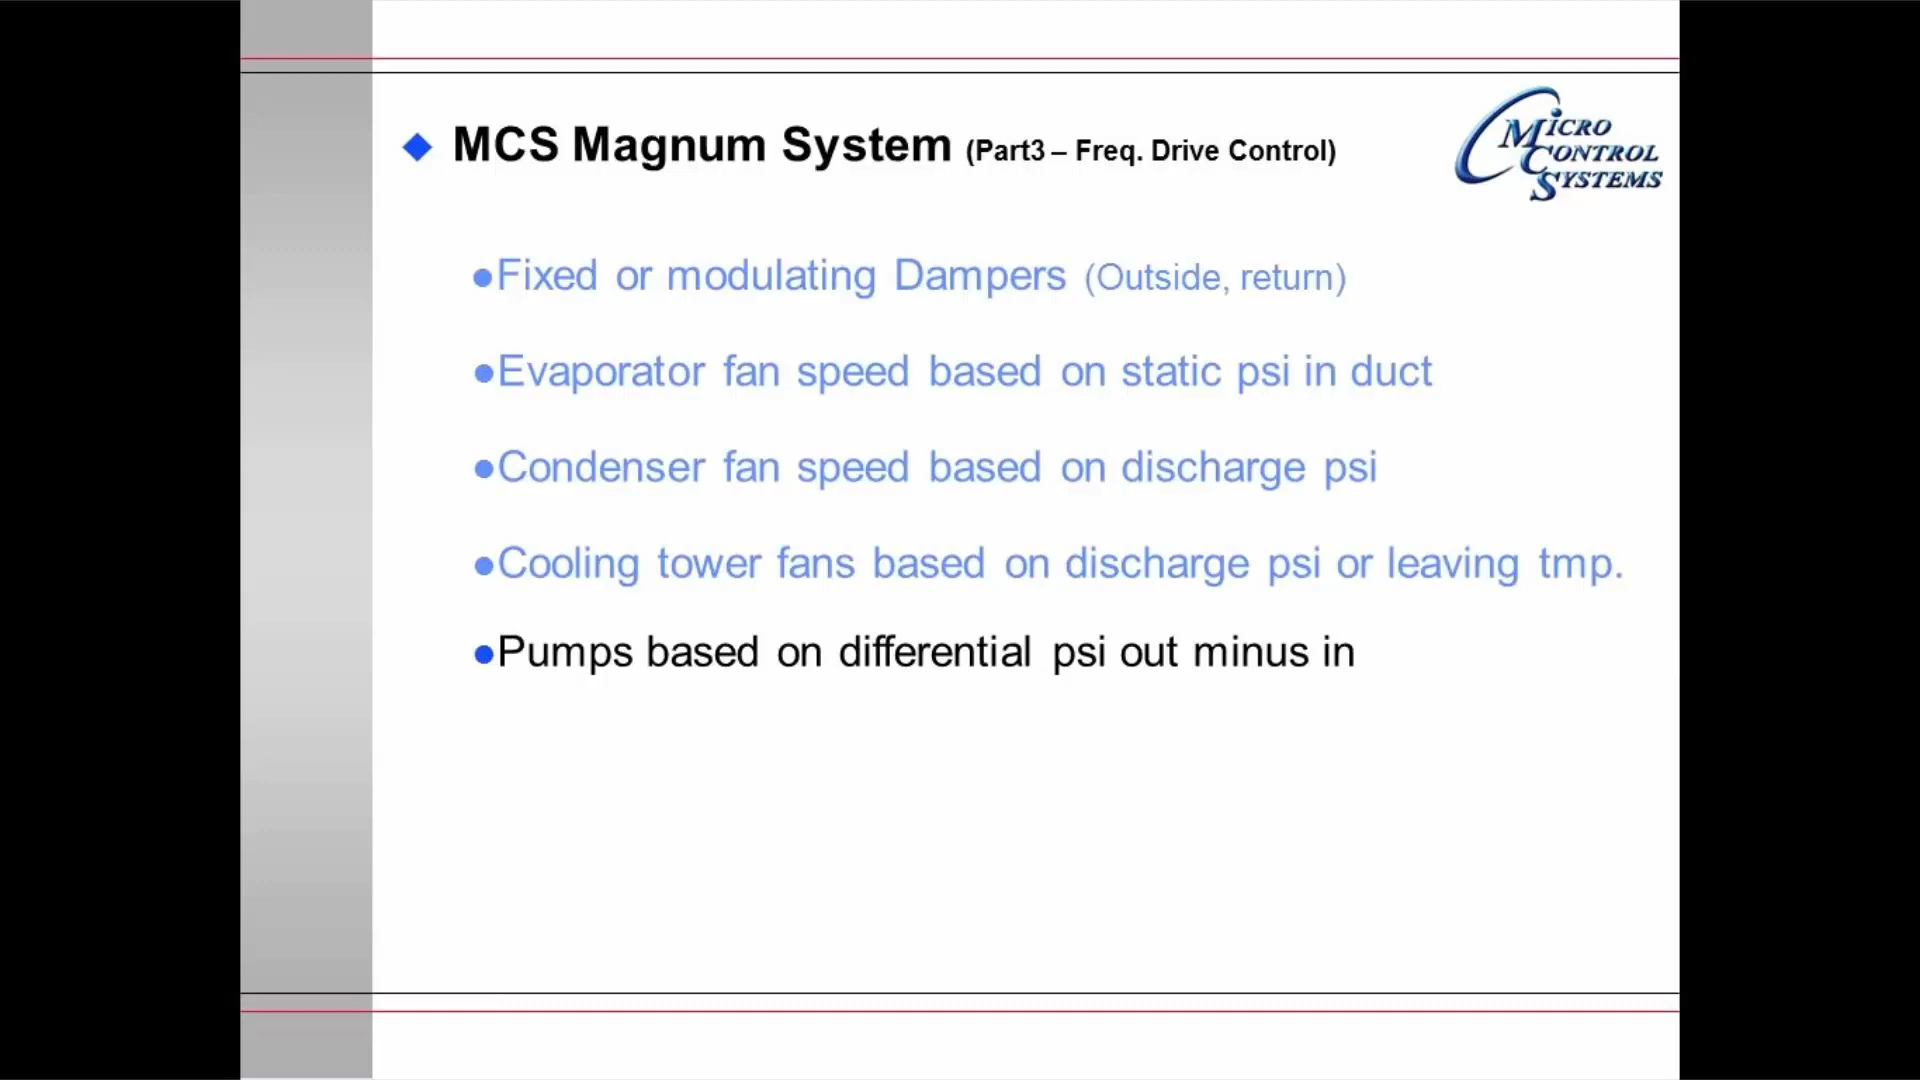 MCS Magnum System (Part3 – Freq. Drive Control)
MICRO
CONTROL
SYSTEMS
●Fixed or modulating Dampers (Outside, return)
●Evaporator fan speed based on static psi in duct
●Condenser fan speed based on discharge psi
●Cooling tower fans based on discharge psi or leaving tmp.
●Pumps based on differential psi out minus in